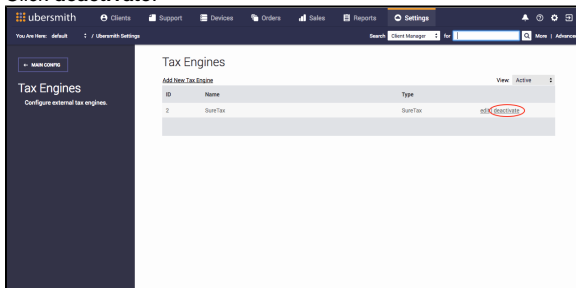 Click deactivate.
ubersmith Clients Support Devices Orders Sales Reports Settings
You Are Here: default / Ubersmith Settings Search Client Manager for More | Advanced
← MAIN CONFIG
Tax Engines
Configure external tax engines.
Tax Engines
Add New Tax Engine View Active
ID Name Type
2 SureTax SureTax edit deactivate